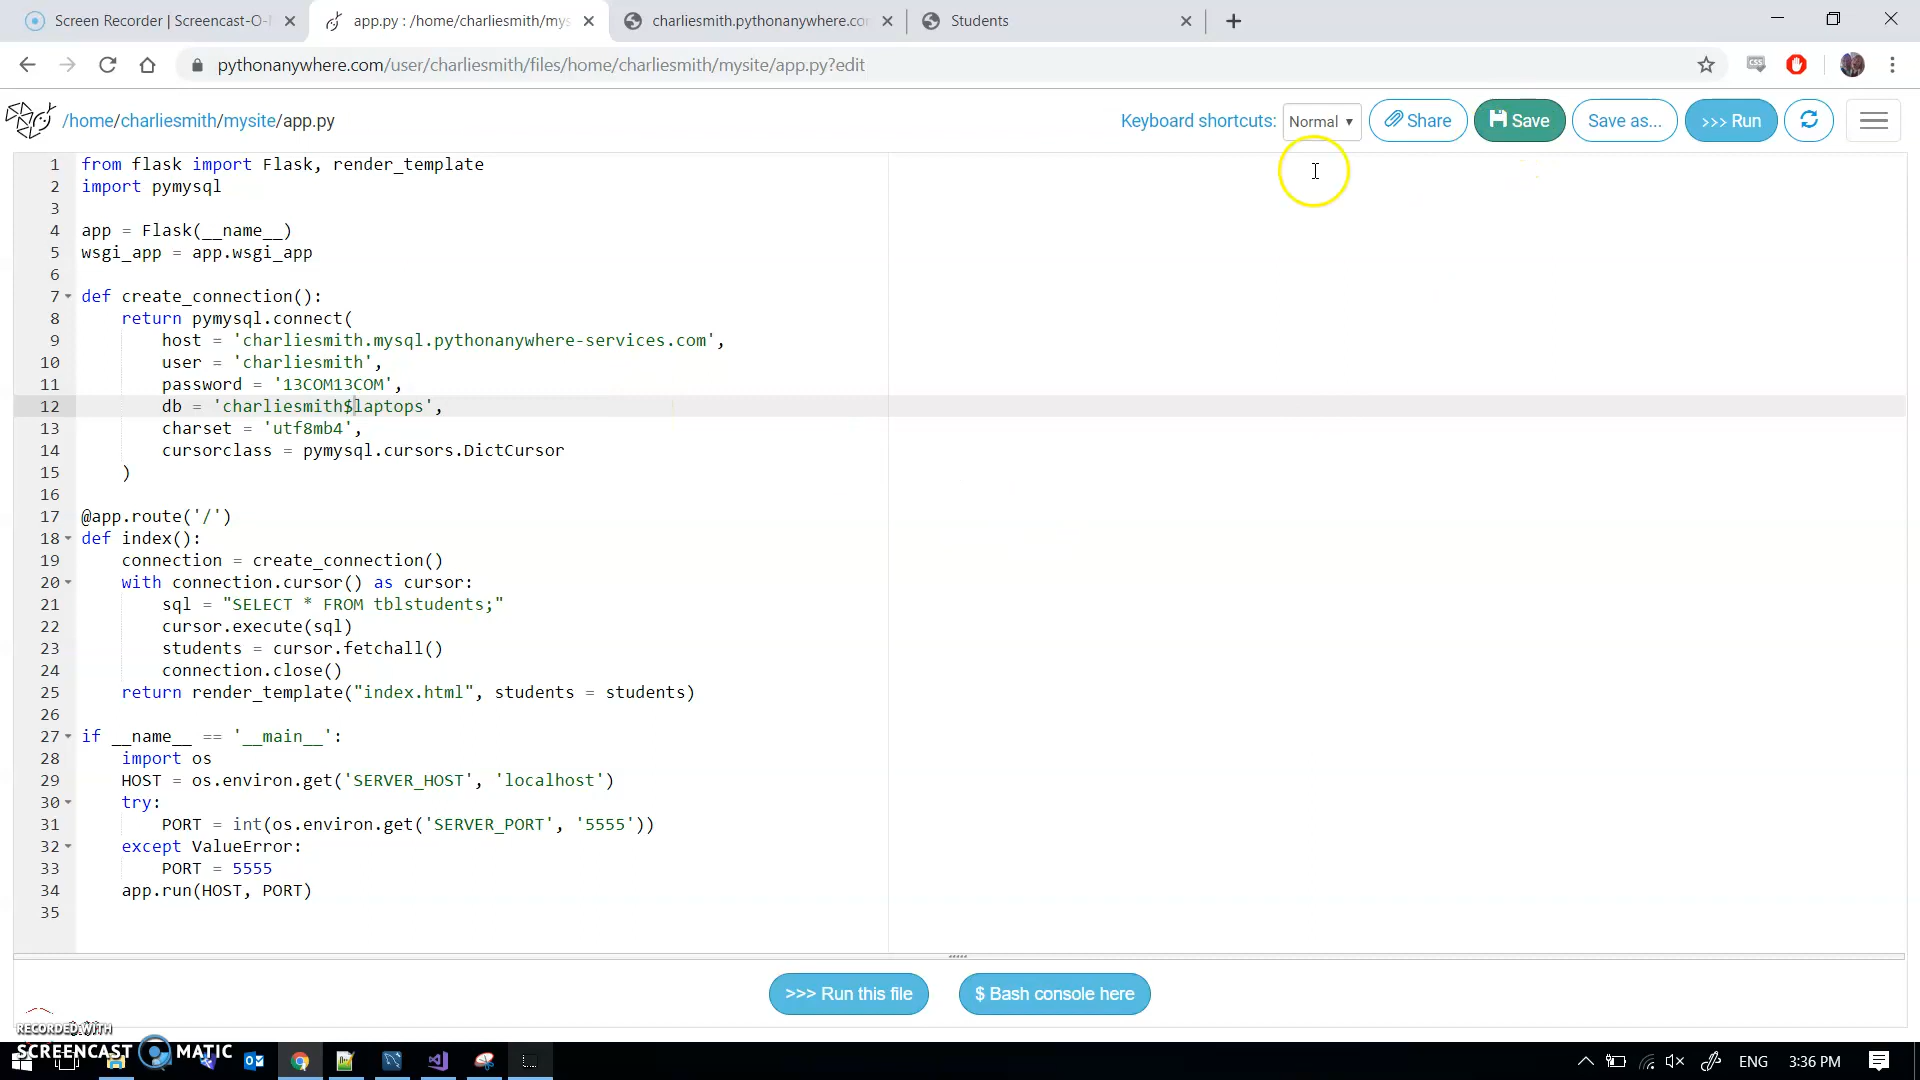 Screen Recorder | Screencast-O-
app.py : /home/charliesmith/mys
charliesmith.pythonanywhere.co
Students
pythonanywhere.com/user/charliesmith/files/home/charliesmith/mysite/app.py?edit
CSS
/home/charliesmith/mysite/app.py
Keyboard shortcuts: Normal Share Save Save as... >>> Run
1 from flask import Flask, render_template
2 import pymysql
3
4 app = Flask(__name__)
5 wsgi_app = app.wsgi_app
6
7 def create_connection():
8 return pymysql.connect(
9 host = 'charliesmith.mysql.pythonanywhere-services.com',
10 user = 'charliesmith',
11 password = '13COM13COM',
12 db = 'charliesmith$laptops',
13 charset = 'utf8mb4',
14 cursorclass = pymysql.cursors.DictCursor
15 )
16
17 @app.route('/')
18 def index():
19 connection = create_connection()
20 with connection.cursor() as cursor:
21 sql = "SELECT * FROM tblstudents;"
22 cursor.execute(sql)
23 students = cursor.fetchall()
24 connection.close()
25 return render_template("index.html", students = students)
26
27 if __name__ == '__main__':
28 import os
29 HOST = os.environ.get('SERVER_HOST', 'localhost')
30 try:
31 PORT = int(os.environ.get('SERVER_PORT', '5555'))
32 except ValueError:
33 PORT = 5555
34 app.run(HOST, PORT)
35
>>> Run this file
$ Bash console here
RECORDED WITH
SCREENCAST MATIC
ENG
3:36 PM